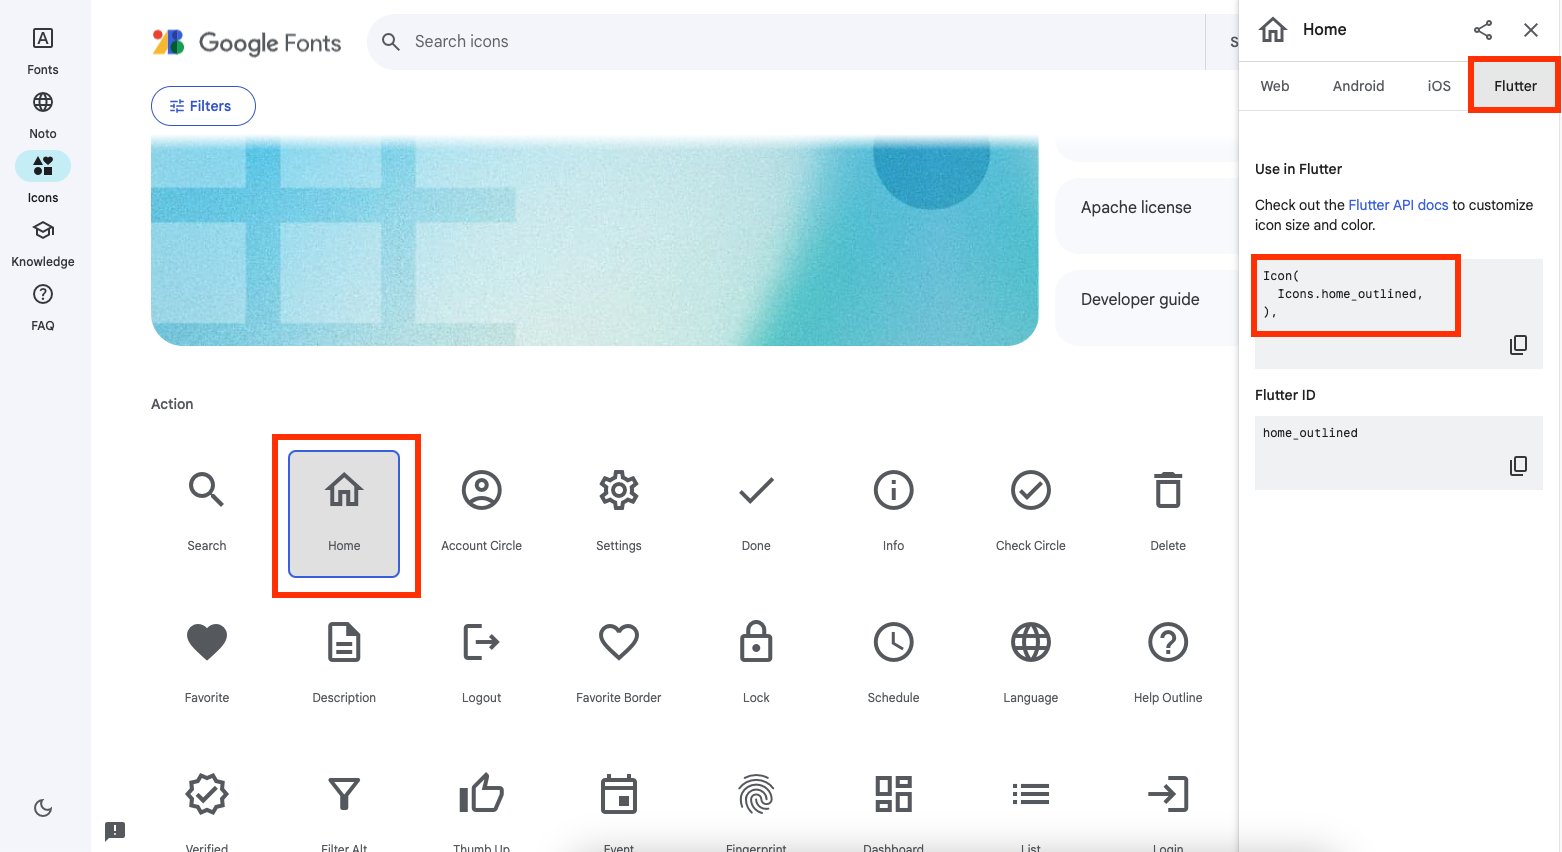 Fonts
Noto
Icons
Knowledge
FAQ
Google Fonts
Search icons
S
Filters
Apache license
Developer guide
Action
Search
Home
Account Circle
Settings
Done
Info
Check Circle
Delete
Favorite
Description
Logout
Favorite Border
Lock
Schedule
Language
Help Outline
Verified
Filter Alt
Thumb Up
Event
Fingerprint
Dashboard
List
Login
Home
Web
Android
iOS
Flutter
Use in Flutter
Check out the Flutter API docs to customize
icon size and color.
Icon(
Icons.home_outlined,
),
Flutter ID
home_outlined